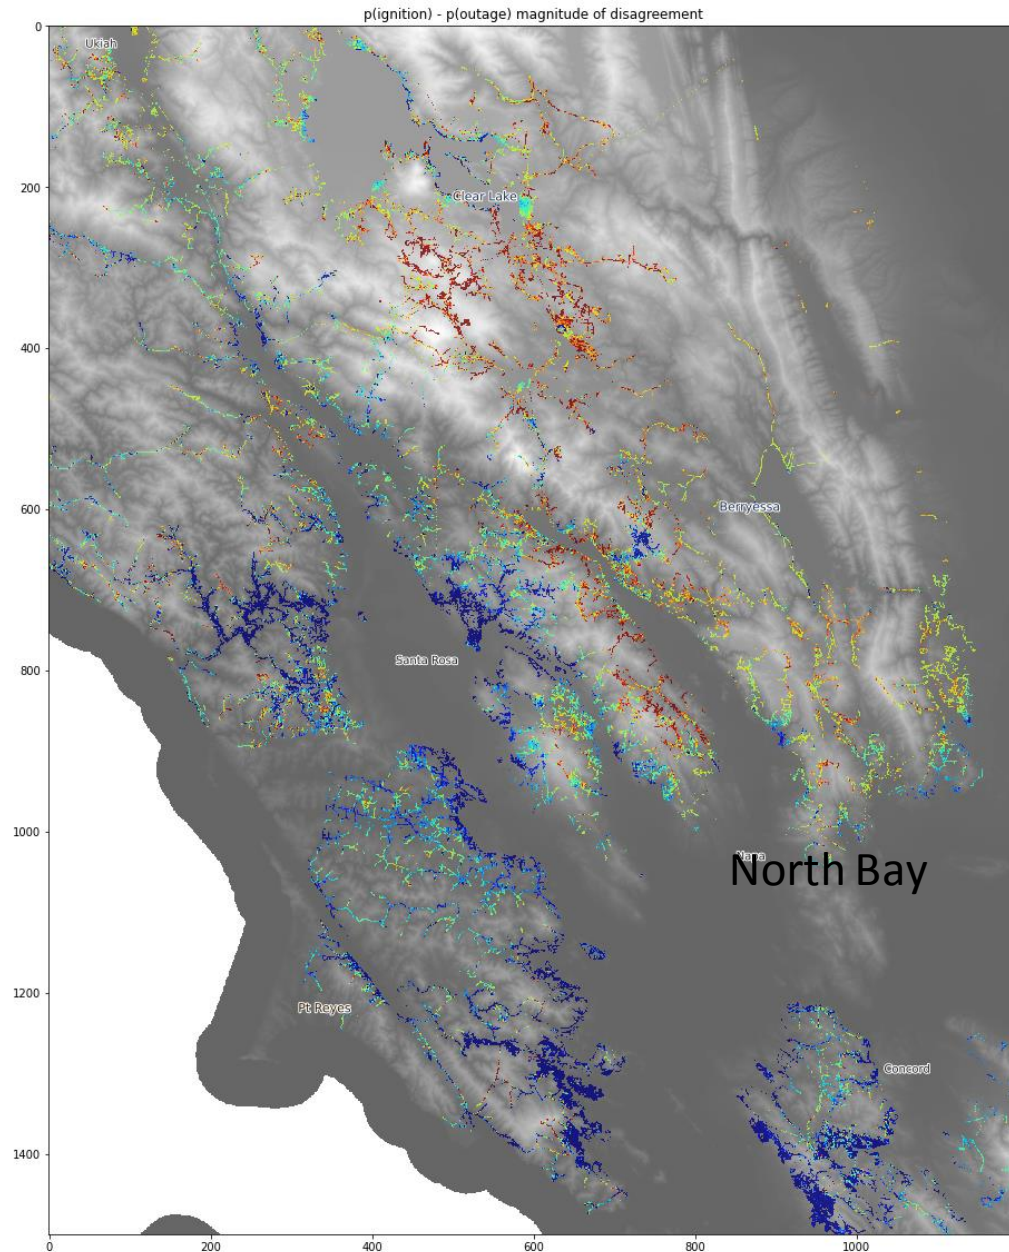 p(ignition) - p(outage) magnitude of disagreement
0
Ukiah
200
Clear Lake
400
600
Berryessa
Santa Rosa
800
1000
Napa
North Bay
1200
Pt Reyes
Concord
1400
0
200
400
600
800
1000